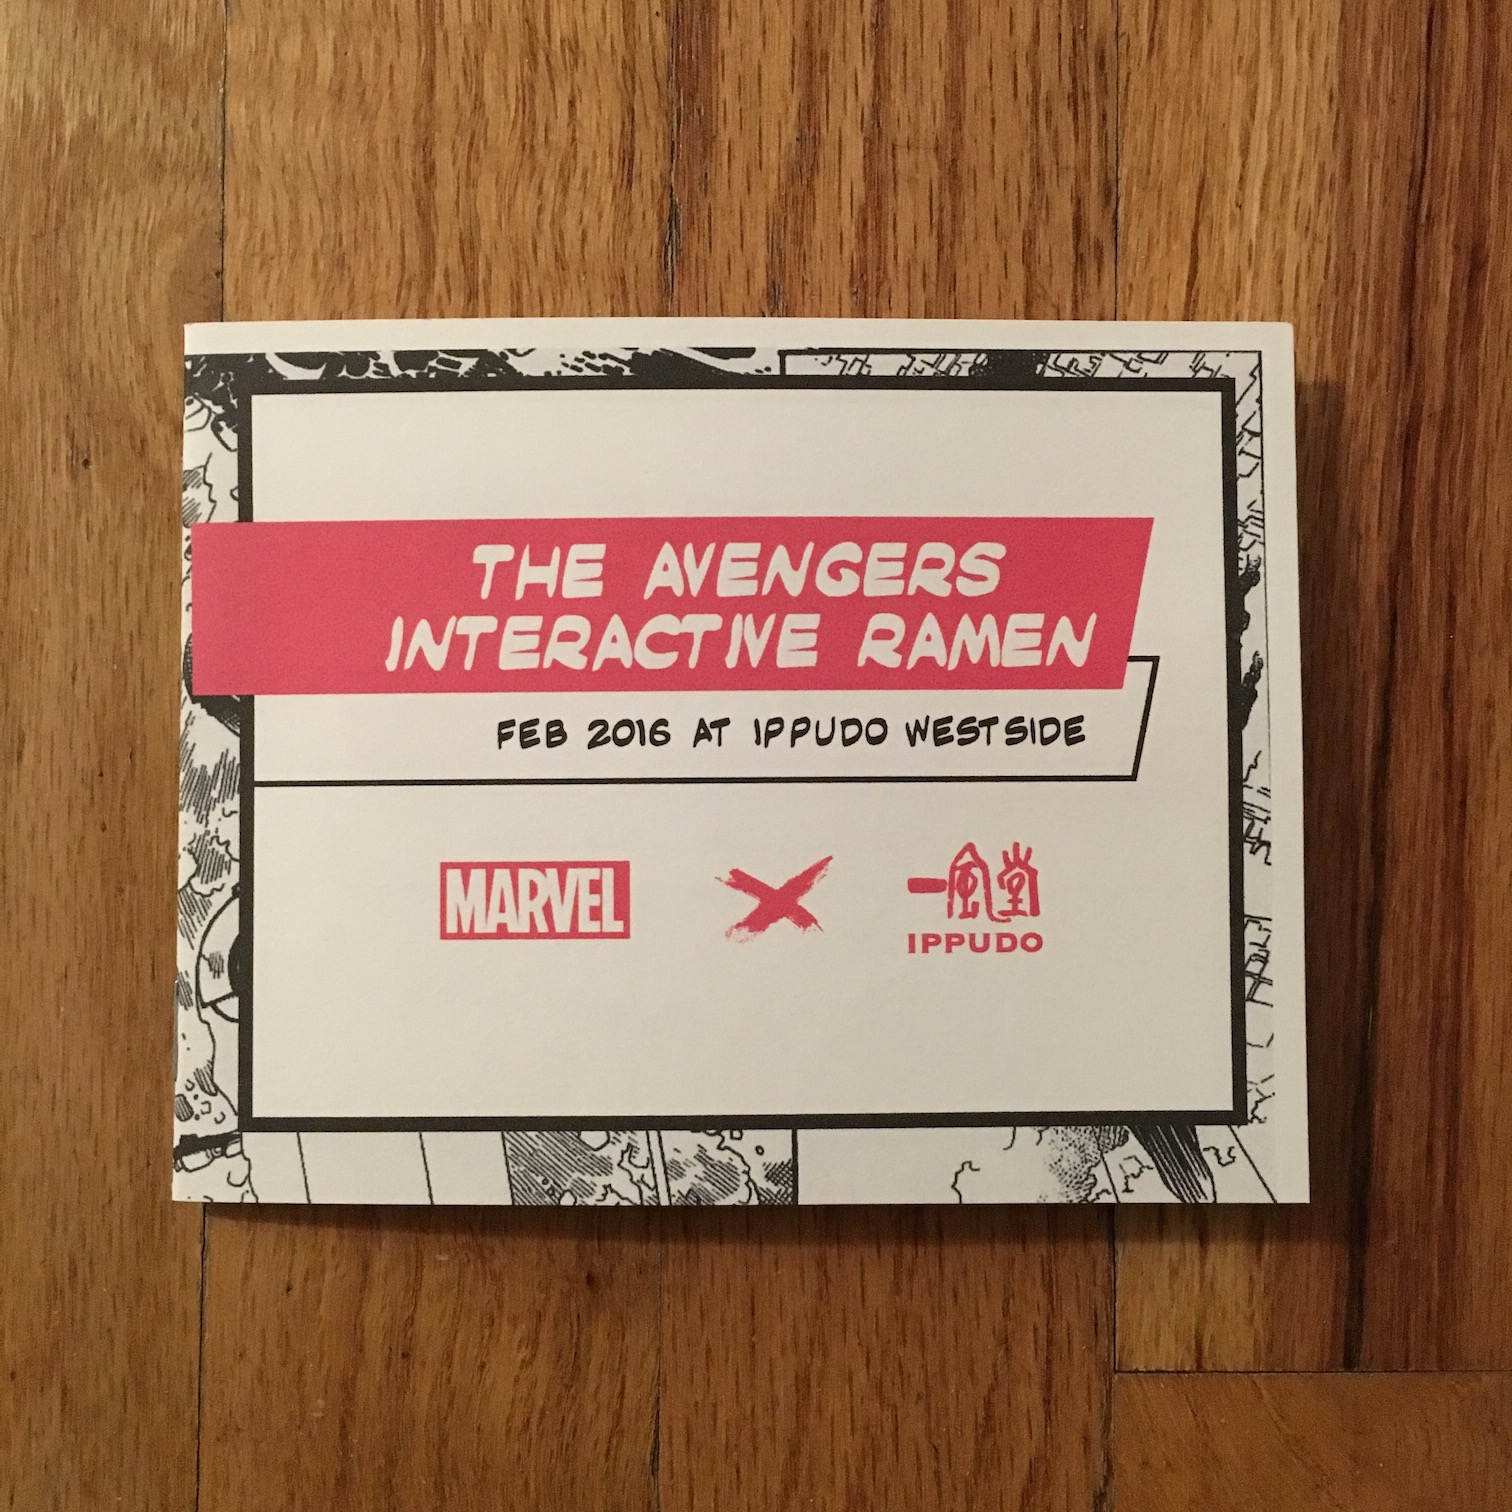 THE AVENGERS
INTERACTIVE RAMEN
FEB 2016 AT IPPUDO WESTSIDE
MARVEL
一風堂
IPPUDO